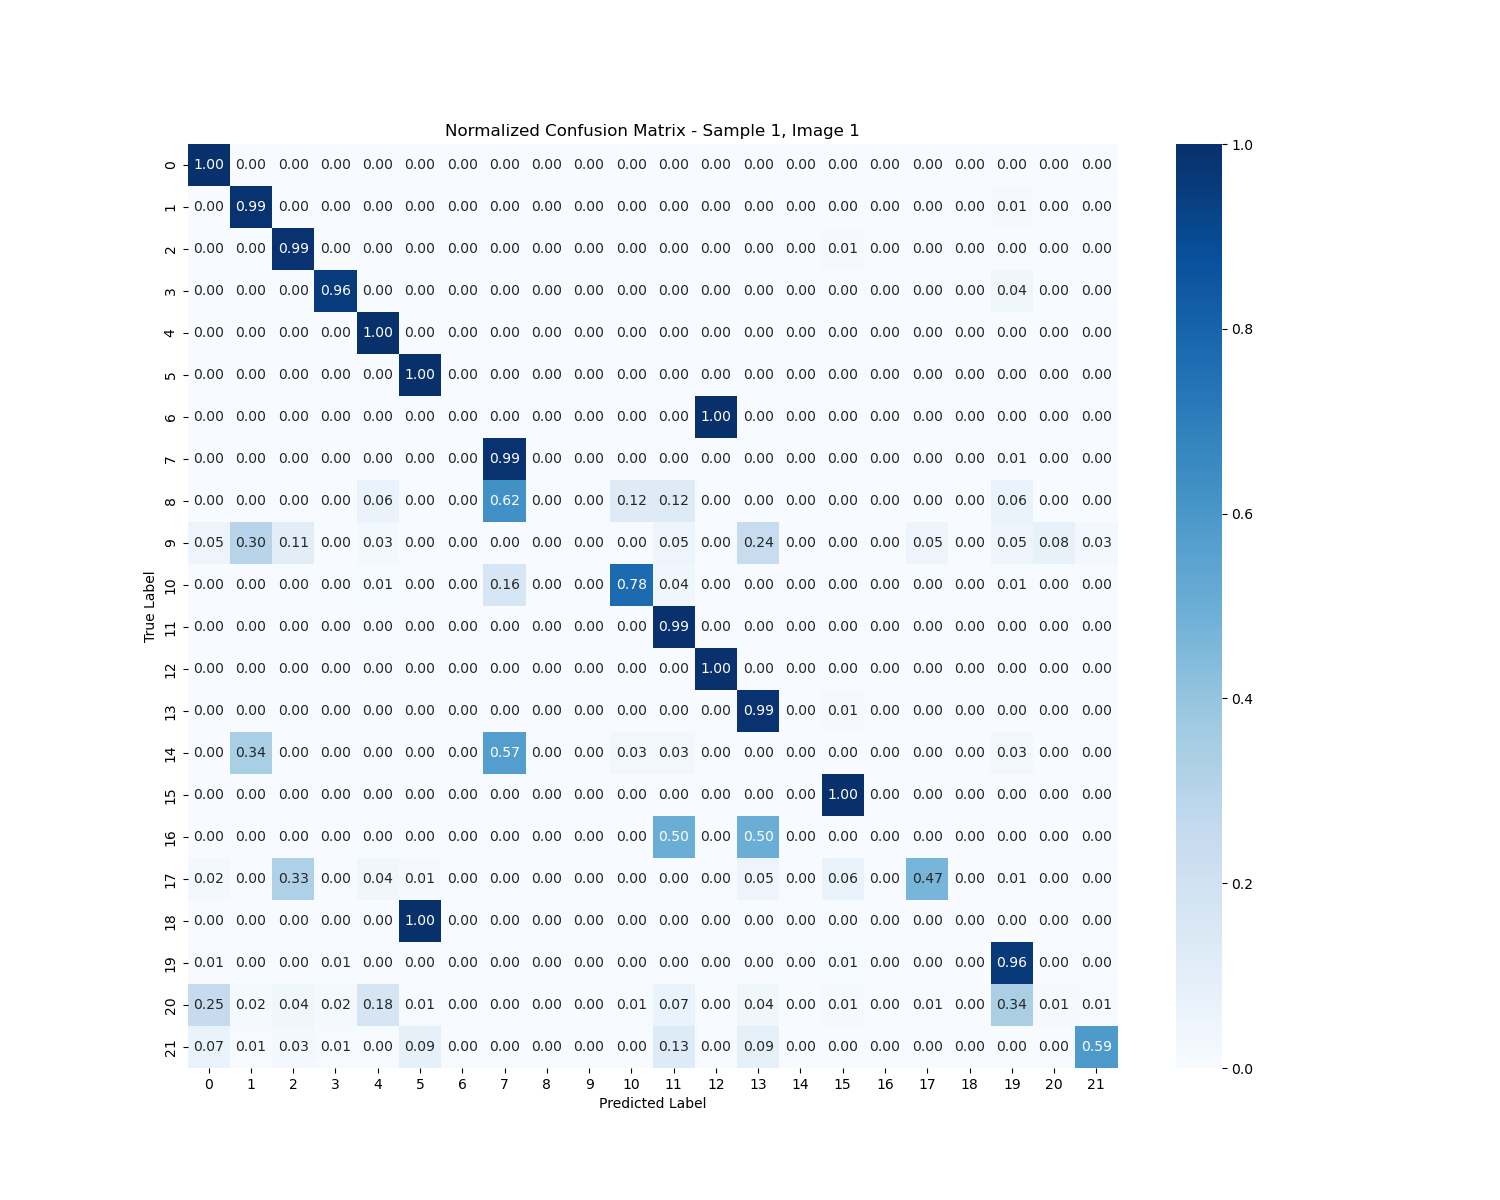 Normalized Confusion Matrix - Sample 1, Image 1
0 1.00 0.00 0.00 0.00 0.00 0.00 0.00 0.00 0.00 0.00 0.00 0.00 0.00 0.00 0.00 0.00 0.00 0.00 0.00 0.00 0.00 0.00
1 0.00 0.99 0.00 0.00 0.00 0.00 0.00 0.00 0.00 0.00 0.00 0.00 0.00 0.00 0.00 0.00 0.00 0.00 0.00 0.01 0.00 0.00
2 0.00 0.00 0.99 0.00 0.00 0.00 0.00 0.00 0.00 0.00 0.00 0.00 0.00 0.00 0.00 0.01 0.00 0.00 0.00 0.00 0.00 0.00
3 0.00 0.00 0.00 0.96 0.00 0.00 0.00 0.00 0.00 0.00 0.00 0.00 0.00 0.00 0.00 0.00 0.00 0.00 0.00 0.04 0.00 0.00
4 0.00 0.00 0.00 0.00 1.00 0.00 0.00 0.00 0.00 0.00 0.00 0.00 0.00 0.00 0.00 0.00 0.00 0.00 0.00 0.00 0.00 0.00
5 0.00 0.00 0.00 0.00 0.00 1.00 0.00 0.00 0.00 0.00 0.00 0.00 0.00 0.00 0.00 0.00 0.00 0.00 0.00 0.00 0.00 0.00
6 0.00 0.00 0.00 0.00 0.00 0.00 0.00 0.00 0.00 0.00 0.00 0.00 1.00 0.00 0.00 0.00 0.00 0.00 0.00 0.00 0.00 0.00
7 0.00 0.00 0.00 0.00 0.00 0.00 0.00 0.99 0.00 0.00 0.00 0.00 0.00 0.00 0.00 0.00 0.00 0.00 0.00 0.01 0.00 0.00
8 0.00 0.00 0.00 0.00 0.06 0.00 0.00 0.62 0.00 0.00 0.12 0.12 0.00 0.00 0.00 0.00 0.00 0.00 0.00 0.06 0.00 0.00
9 0.05 0.30 0.11 0.00 0.03 0.00 0.00 0.00 0.00 0.00 0.00 0.05 0.00 0.24 0.00 0.00 0.00 0.05 0.00 0.05 0.08 0.03
10 0.00 0.00 0.00 0.00 0.01 0.00 0.00 0.16 0.00 0.00 0.78 0.04 0.00 0.00 0.00 0.00 0.00 0.00 0.00 0.01 0.00 0.00
11 0.00 0.00 0.00 0.00 0.00 0.00 0.00 0.00 0.00 0.00 0.00 0.99 0.00 0.00 0.00 0.00 0.00 0.00 0.00 0.00 0.00 0.00
12 0.00 0.00 0.00 0.00 0.00 0.00 0.00 0.00 0.00 0.00 0.00 0.00 1.00 0.00 0.00 0.00 0.00 0.00 0.00 0.00 0.00 0.00
13 0.00 0.00 0.00 0.00 0.00 0.00 0.00 0.00 0.00 0.00 0.00 0.00 0.00 0.99 0.00 0.01 0.00 0.00 0.00 0.00 0.00 0.00
14 0.00 0.34 0.00 0.00 0.00 0.00 0.00 0.57 0.00 0.00 0.03 0.03 0.00 0.00 0.00 0.00 0.00 0.00 0.00 0.03 0.00 0.00
15 0.00 0.00 0.00 0.00 0.00 0.00 0.00 0.00 0.00 0.00 0.00 0.00 0.00 0.00 0.00 1.00 0.00 0.00 0.00 0.00 0.00 0.00
16 0.00 0.00 0.00 0.00 0.00 0.00 0.00 0.00 0.00 0.00 0.00 0.50 0.00 0.50 0.00 0.00 0.00 0.00 0.00 0.00 0.00 0.00
17 0.02 0.00 0.33 0.00 0.04 0.01 0.00 0.00 0.00 0.00 0.00 0.00 0.00 0.05 0.00 0.06 0.00 0.47 0.00 0.01 0.00 0.00
18 0.00 0.00 0.00 0.00 0.00 1.00 0.00 0.00 0.00 0.00 0.00 0.00 0.00 0.00 0.00 0.00 0.00 0.00 0.00 0.00 0.00 0.00
19 0.01 0.00 0.00 0.01 0.00 0.00 0.00 0.00 0.00 0.00 0.00 0.00 0.00 0.00 0.00 0.01 0.00 0.00 0.00 0.96 0.00 0.00
20 0.25 0.02 0.04 0.02 0.18 0.01 0.00 0.00 0.00 0.00 0.01 0.07 0.00 0.04 0.00 0.01 0.00 0.01 0.00 0.34 0.01 0.01
21 0.07 0.01 0.03 0.01 0.00 0.09 0.00 0.00 0.00 0.00 0.00 0.13 0.00 0.09 0.00 0.00 0.00 0.00 0.00 0.00 0.00 0.59
0 1 2 3 4 5 6 7 8 9 10 11 12 13 14 15 16 17 18 19 20 21
Predicted Label
True Label
1.0
0.8
0.6
0.4
0.2
0.0